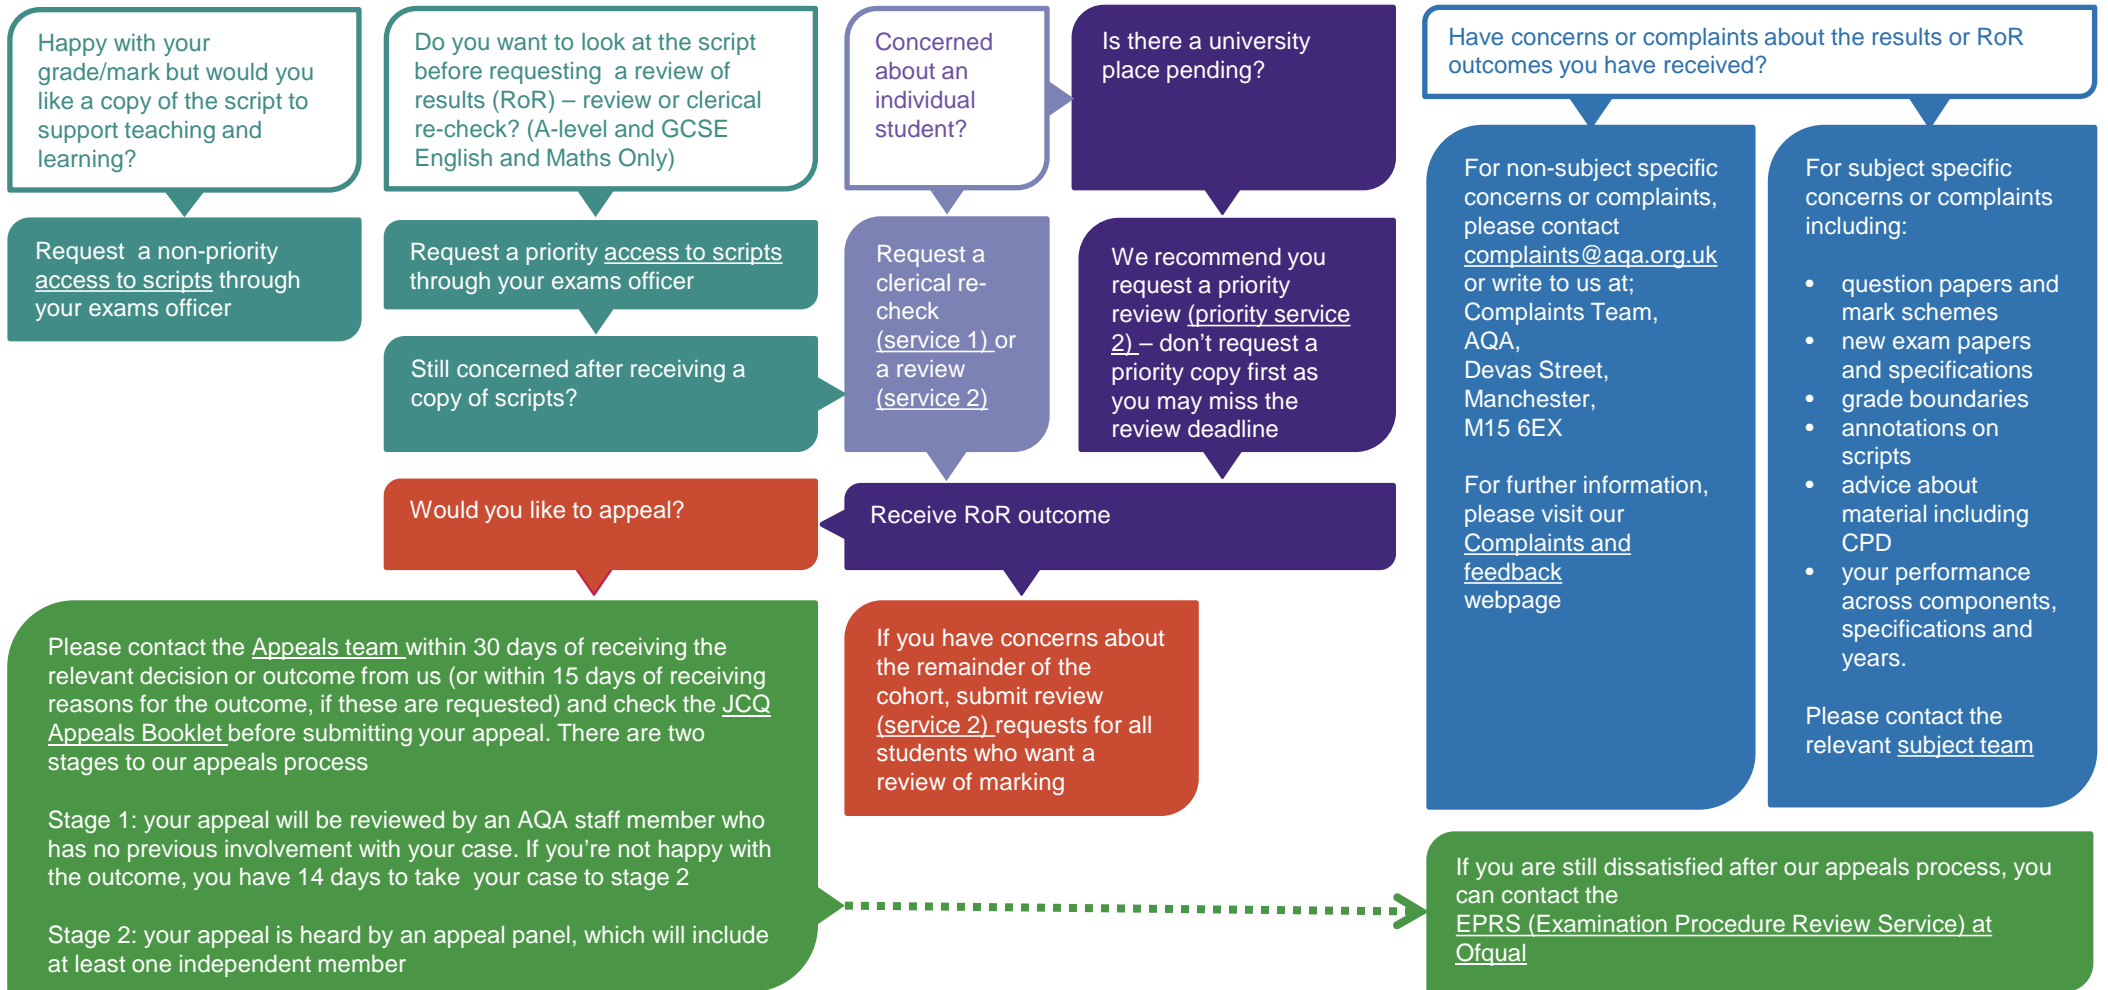 Happy with your
grade/mark but would you
like a copy of the script to
support teaching and
learning?
Request a non-priority
access to scripts through
your exams officer
Do you want to look at the script
before requesting a review of
results (RoR) – review or clerical
re-check? (A-level and GCSE
English and Maths Only)
Request a priority access to scripts
through your exams officer
Still concerned after receiving a
copy of scripts?
Concerned
about an
individual
student?
Request a
clerical re-
check
(service 1) or
a review
(service 2)
Is there a university
place pending?
We recommend you
request a priority
review (priority service
2) – don’t request a
priority copy first as
you may miss the
review deadline
Receive RoR outcome
Would you like to appeal?
If you have concerns about
the remainder of the
cohort, submit review
(service 2) requests for all
students who want a
review of marking
Please contact the Appeals team within 30 days of receiving the
relevant decision or outcome from us (or within 15 days of receiving
reasons for the outcome, if these are requested) and check the JCQ
Appeals Booklet before submitting your appeal. There are two
stages to our appeals process
Stage 1: your appeal will be reviewed by an AQA staff member who
has no previous involvement with your case. If you’re not happy with
the outcome, you have 14 days to take your case to stage 2
Stage 2: your appeal is heard by an appeal panel, which will include
at least one independent member
Have concerns or complaints about the results or RoR
outcomes you have received?
For non-subject specific
concerns or complaints,
please contact
complaints@aqa.org.uk
or write to us at;
Complaints Team,
AQA,
Devas Street,
Manchester,
M15 6EX
For further information,
please visit our
Complaints and
feedback
webpage
For subject specific
concerns or complaints
including:
• question papers and
mark schemes
• new exam papers
and specifications
• grade boundaries
• annotations on
scripts
• advice about
material including
CPD
• your performance
across components,
specifications and
years.
Please contact the
relevant subject team
If you are still dissatisfied after our appeals process, you
can contact the
EPRS (Examination Procedure Review Service) at
Ofqual